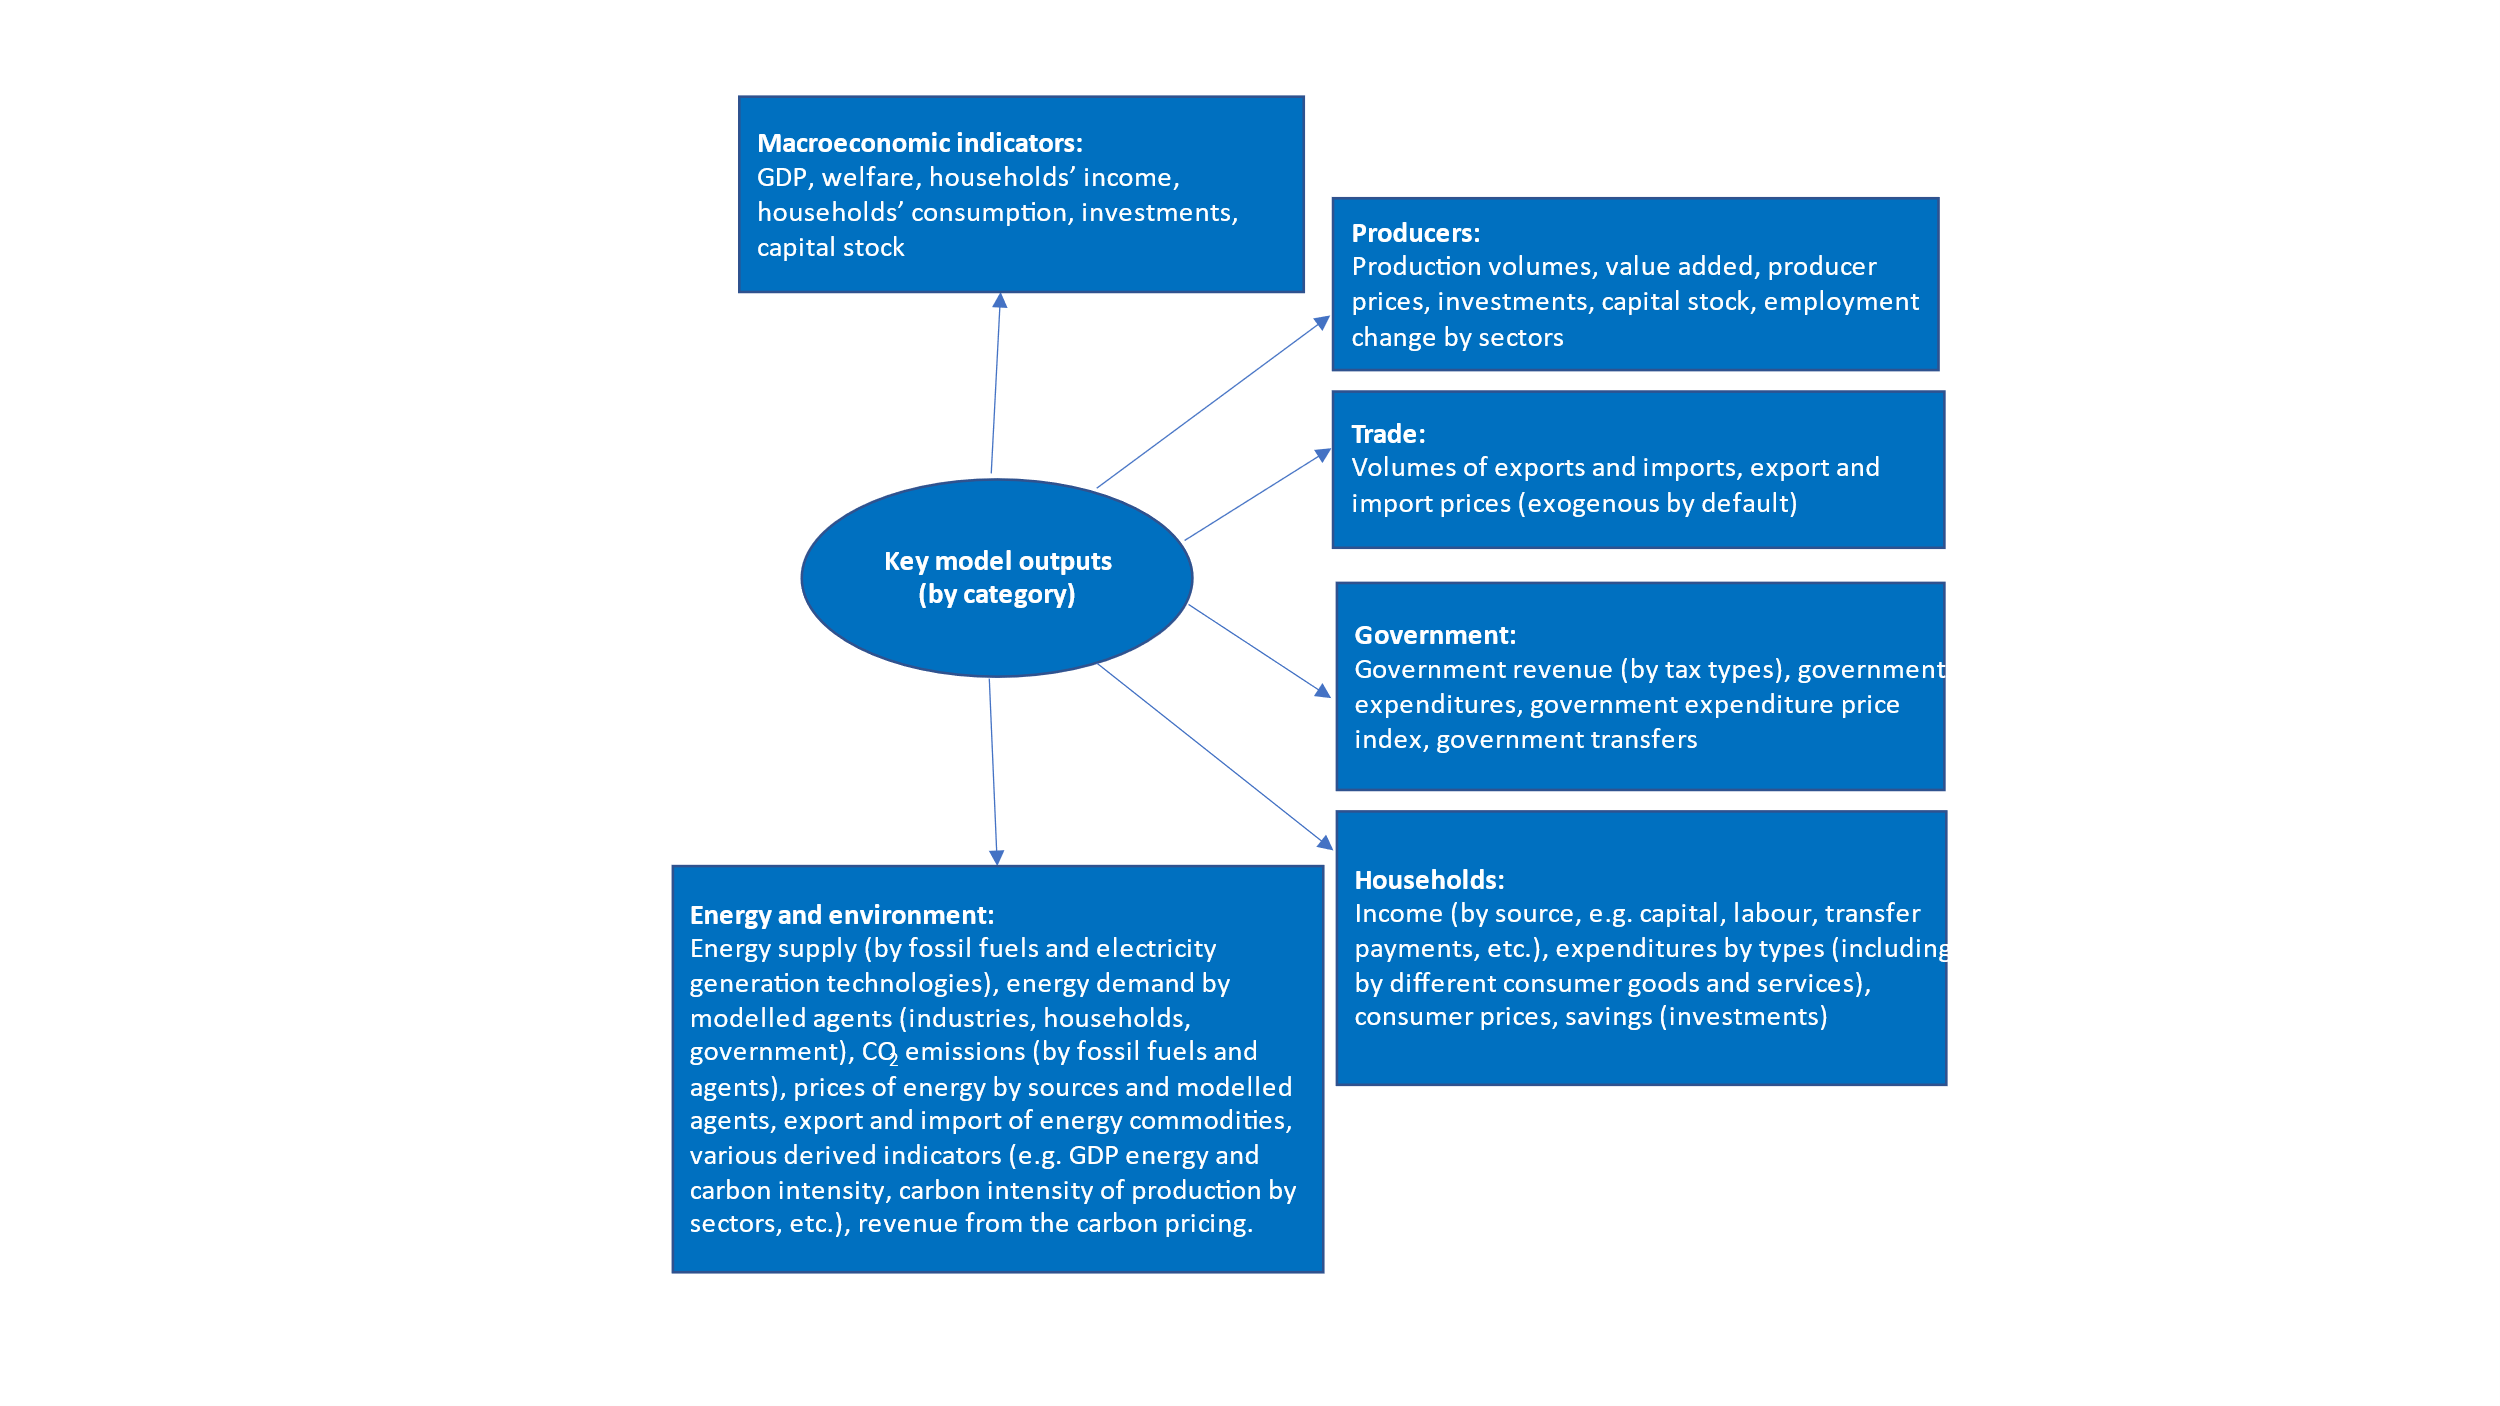 Macroeconomic indicators:
GDP, welfare, households’ income,
households’ consumption, investments,
capital stock
Producers:
Production volumes, value added, producer
prices, investments, capital stock, employment
change by sectors
Trade:
Volumes of exports and imports, export and
import prices (exogenous by default)
Key model outputs
(by category)
Government:
Government revenue (by tax types), government
expenditures, government expenditure price
index, government transfers
Households:
Income (by source, e.g. capital, labour, transfer
payments, etc.), expenditures by types (including
by different consumer goods and services),
consumer prices, savings (investments)
Energy and environment:
Energy supply (by fossil fuels and electricity
generation technologies), energy demand by
modelled agents (industries, households,
government), CO₂ emissions (by fossil fuels and
agents), prices of energy by sources and modelled
agents, export and import of energy commodities,
various derived indicators (e.g. GDP energy and
carbon intensity, carbon intensity of production by
sectors, etc.), revenue from the carbon pricing.